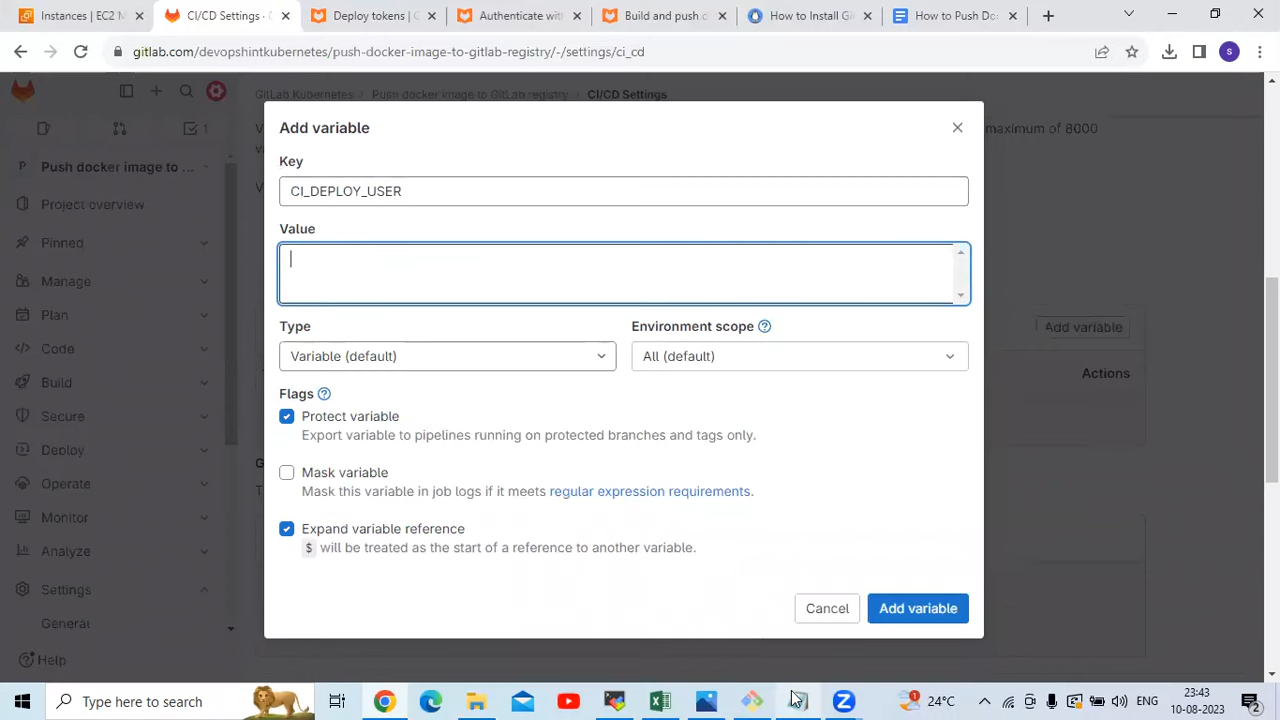 Instances | EC2 M
CI/CD Settings ·
Deploy tokens | G
Authenticate wit
Build and push c
How to Install Git
How to Push Do
gitlab.com/devopshintkubernetes/push-docker-image-to-gitlab-registry/-/settings/ci_cd
S
GitLab Kubernetes
Push docker image to GitLab registry
CI/CD Settings
1
maximum of 8000
P Push docker image to ...
Project overview
Pinned
Manage
Plan
Code
Build
Secure
Deploy
Operate
Monitor
Analyze
Settings
General
Help
Add variable
Key
CI_DEPLOY_USER
Value
Type
Environment scope
Variable (default)
All (default)
Flags
Protect variable
Export variable to pipelines running on protected branches and tags only.
Mask variable
Mask this variable in job logs if it meets regular expression requirements.
Expand variable reference
$ will be treated as the start of a reference to another variable.
Cancel
Add variable
Add variable
Actions
Type here to search
1
24°C
23:43
10-08-2023
2